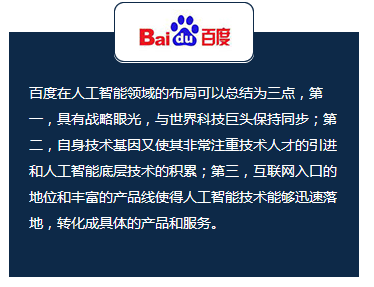 Baidu百度
百度在人工智能领域的布局可以总结为三点，第
一，具有战略眼光，与世界科技巨头保持同步；第
二，自身技术基因又使其非常注重技术人才的引进
和人工智能底层技术的积累；第三，互联网入口的
地位和丰富的产品线使得人工智能技术能够迅速落
地，转化成具体的产品和服务。